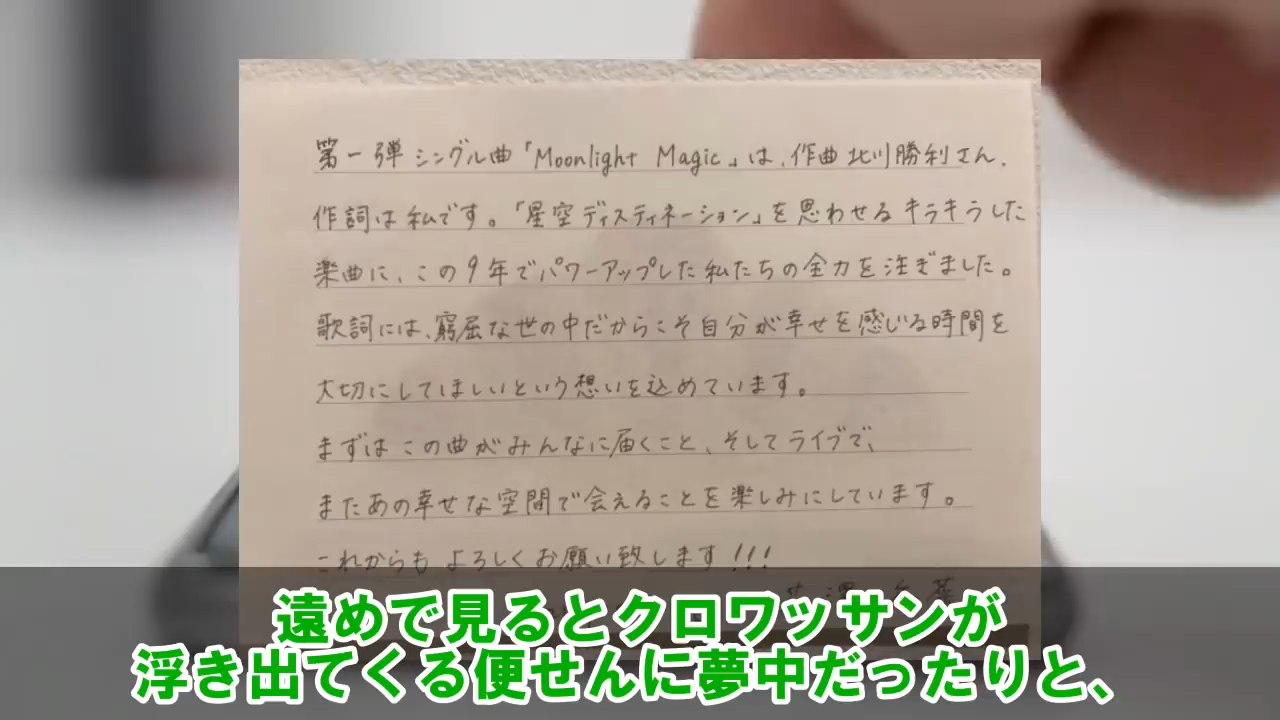 第一弾シングル曲「Moonlight Magic」は、作曲北川勝利さん、
作詞は私です。「星空ディスティネーション」を思わせるキラキラした
楽曲に、この9年でパワーアップした私たちの全力を注ぎました。
歌詞には、窮屈な世の中だからこそ自分が幸せを感じる時間を
大切にしてほしいという想いを込めています。
まずはこの曲がみんなに届くこと、そしてライブで、
またあの幸せな空間で会えることを楽しみにしています。
これからもよろしくお願い致します!!!
遠めで見るとクロワッサンが
浮き出てくる便せんに夢中だったりと、